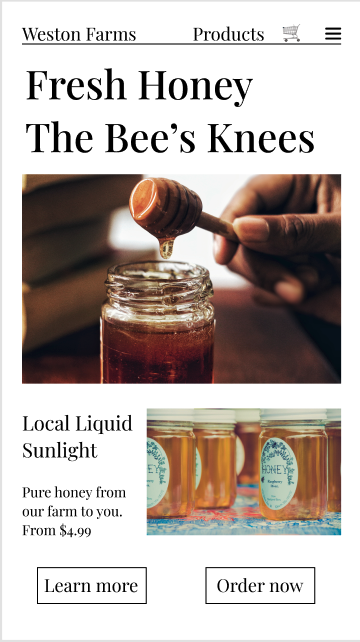 Weston Farms Products
Fresh Honey
The Bee’s Knees
Local Liquid
Sunlight
Pure honey from
our farm to you.
From $4.99
HONEY
HONEY
Learn more Order now